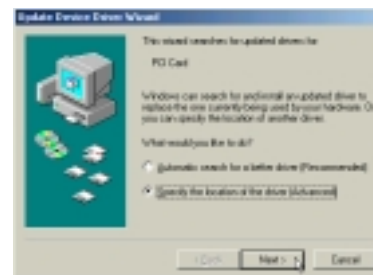 Update Device Driver Wizard
This wizard searches for updated drivers for:
PCI Card
Windows can search for and install an updated driver to
replace the one currently being used by your hardware. Or
you can specify the location of another driver.
What would you like to do?
Automatic search for a better driver (Recommended)
Specify the location of the driver (Advanced)
< Back
Next >
Cancel